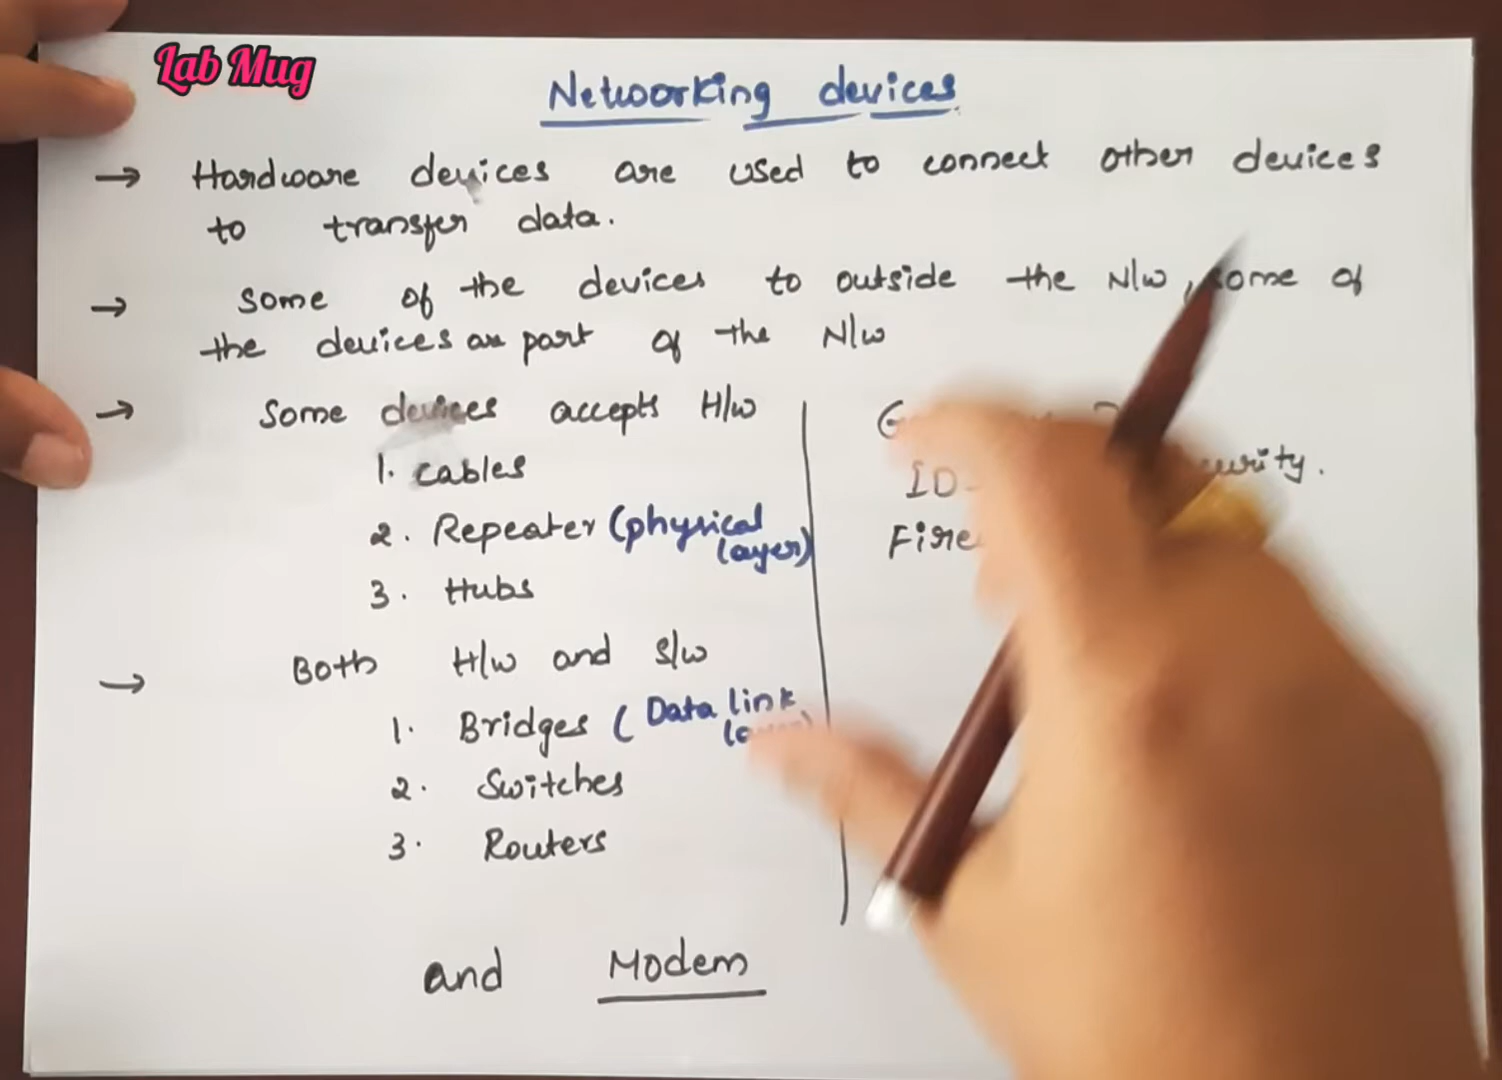 Lab Mug
Networking devices
→ Hardware devices are used to connect other devices
to transfer data.
→ Some of the devices to outside the N/w, some of
the devices are part of the N/w
→ Some devices accepts H/w
1. cables
2. Repeater (physical
layer)
3. Hubs
→ Both H/w and S/w
1. Bridges ( Data link
2. Switches
3. Routers
and Modem